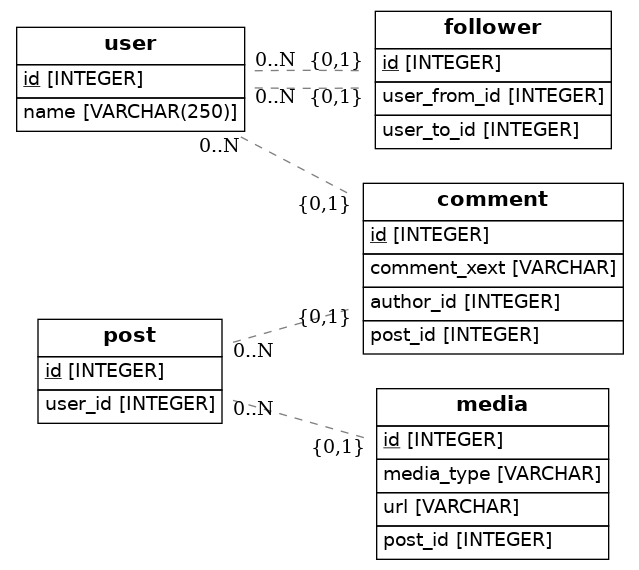 user
id [INTEGER]
name [VARCHAR(250)]
0..N {0,1}
0..N {0,1}
follower
id [INTEGER]
user_from_id [INTEGER]
user_to_id [INTEGER]
0..N
{0,1}
comment
id [INTEGER]
comment_xext [VARCHAR]
author_id [INTEGER]
post_id [INTEGER]
{0,1}
0..N
post
id [INTEGER]
user_id [INTEGER]
0..N
{0,1}
media
id [INTEGER]
media_type [VARCHAR]
url [VARCHAR]
post_id [INTEGER]